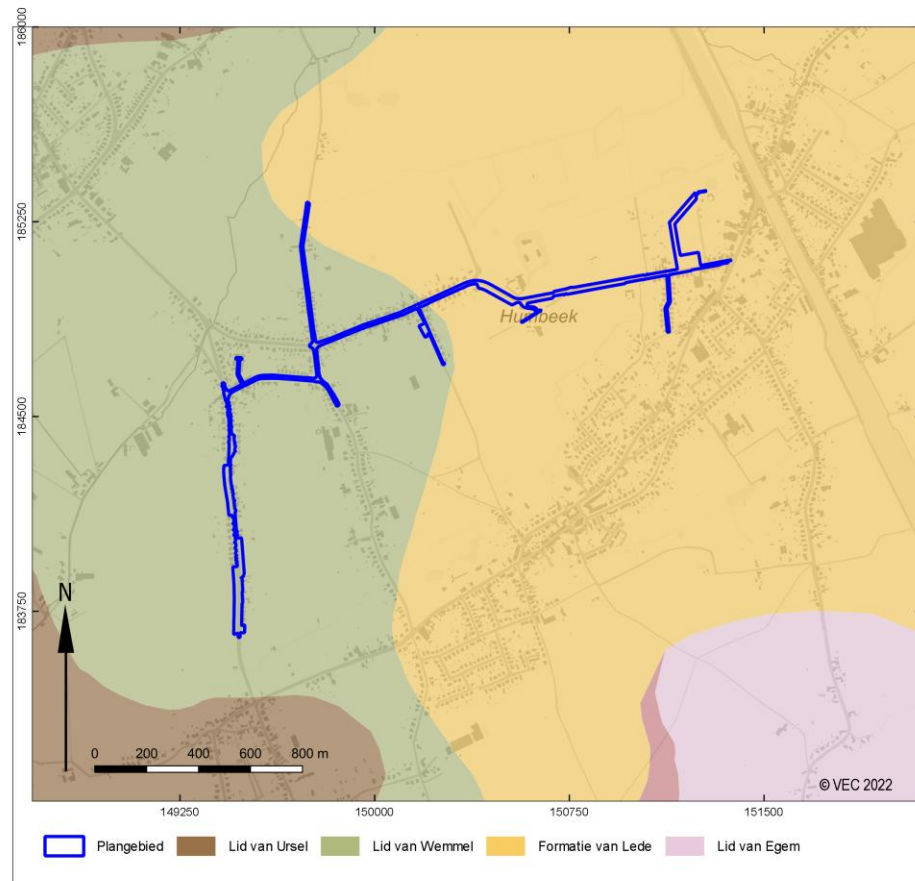 186000
185250
184500
183750
Humbeek
N
0 200 400 600 800 m
© VEC 2022
149250 150000 150750 151500
Plangebied Lid van Ursel Lid van Wemmel Formatie van Lede Lid van Egem